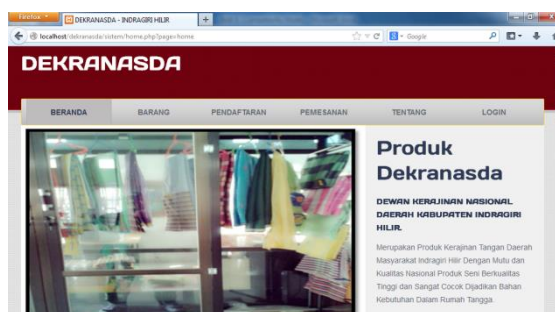 Firefox
DEKRANASDA - INDRAGIRI HILIR
localhost/dekranasda/sistem/home.php?page=home
Google
DEKRANASDA
BERANDA BARANG PENDAFTARAN PEMESANAN TENTANG LOGIN
Produk
Dekranasda
DEWAN KERAJINAN NASIONAL
DAERAH KABUPATEN INDRAGIRI
HILIR.
Merupakan Produk Kerajinan Tangan Daerah
Masyarakat Indragiri Hilir Dengan Mutu dan
Kualitas Nasional Produk Seni Berkualitas
Tinggi dan Sangat Cocok Dijadikan Bahan
Kebutuhan Dalam Rumah Tangga.